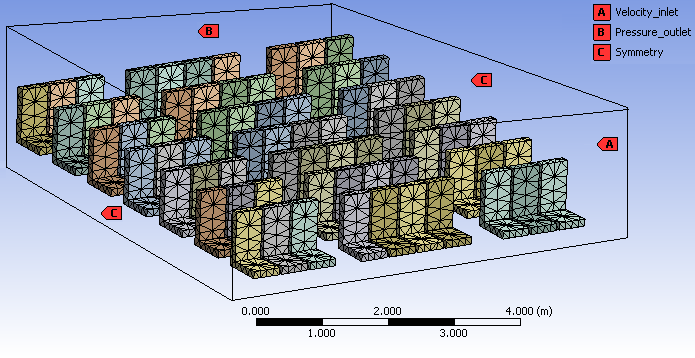 A Velocity_inlet
B Pressure_outlet
C Symmetry
B
C
A
C
0.000 2.000 4.000 (m)
1.000 3.000